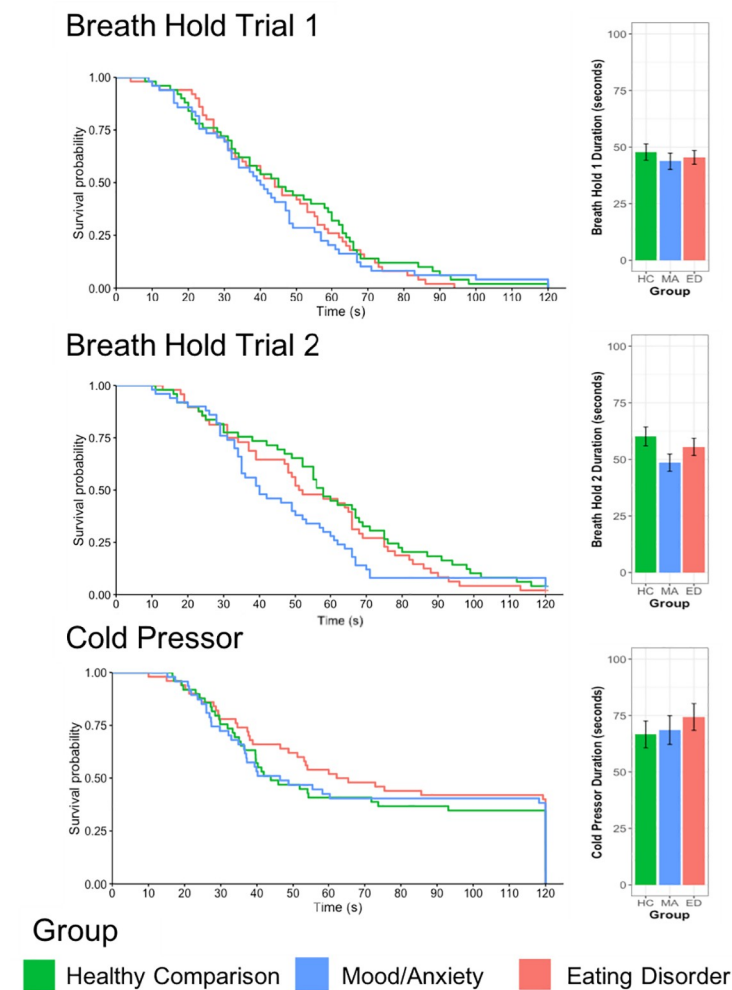 Breath Hold Trial 1
Survival probability
1.00
0.75
0.50
0.25
0.00
0 10 20 30 40 50 60 70 80 90 100 110 120
Time (s)
Breath Hold 1 Duration (seconds)
100
75
50
25
0
HC MA ED
Group
Breath Hold Trial 2
Survival probability
1.00
0.75
0.50
0.25
0.00
0 10 20 30 40 50 60 70 80 90 100 110 120
Time (s)
Breath Hold 2 Duration (seconds)
100
75
50
25
0
HC MA ED
Group
Cold Pressor
Survival probability
1.00
0.75
0.50
0.25
0.00
0 10 20 30 40 50 60 70 80 90 100 110 120
Time (s)
Cold Pressor Duration (seconds)
100
75
50
25
0
HC MA ED
Group
Group
Healthy Comparison Mood/Anxiety Eating Disorder